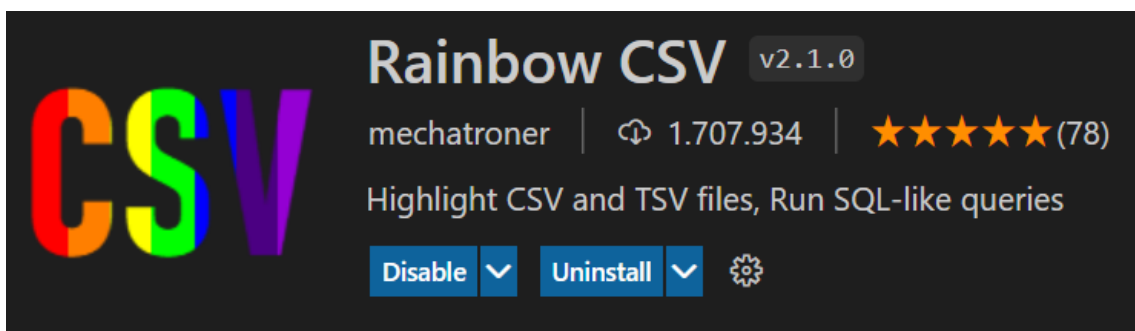 CSV
Rainbow CSV v2.1.0
mechatroner 1.707.934 ★★★★★(78)
Highlight CSV and TSV files, Run SQL-like queries
Disable Uninstall